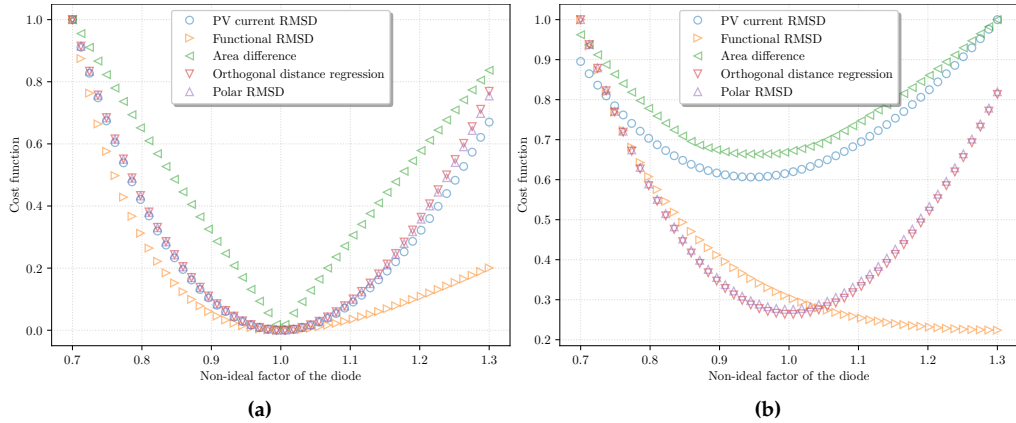 PV current RMSD
Functional RMSD
Area difference
Orthogonal distance regression
Polar RMSD
1.0
0.8
0.6
0.4
0.2
0.0
Cost function
0.7 0.8 0.9 1.0 1.1 1.2 1.3
Non-ideal factor of the diode
(a)
PV current RMSD
Functional RMSD
Area difference
Orthogonal distance regression
Polar RMSD
1.0
0.9
0.8
0.7
0.6
0.5
0.4
0.3
0.2
Cost function
0.7 0.8 0.9 1.0 1.1 1.2 1.3
Non-ideal factor of the diode
(b)